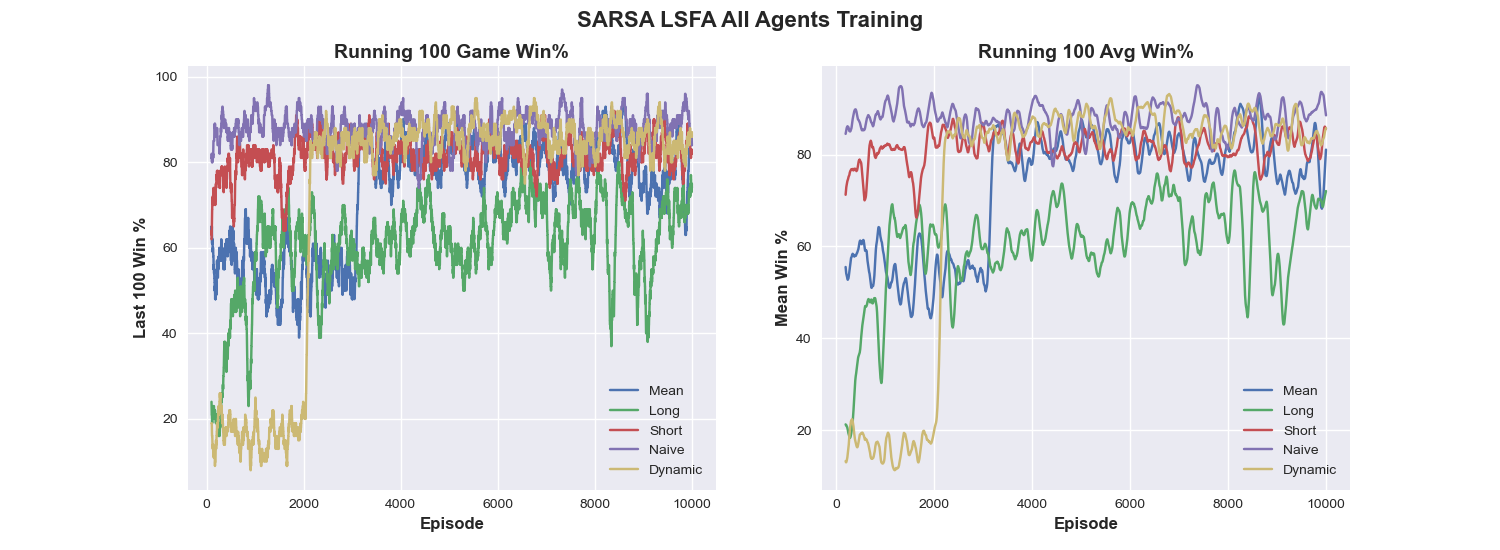 SARSA LSFA All Agents Training
Running 100 Game Win%
Last 100 Win %
100
80
60
40
20
0
2000
4000
6000
8000
10000
Episode
Mean
Long
Short
Naive
Dynamic
Running 100 Avg Win%
Mean Win %
80
60
40
20
0
2000
4000
6000
8000
10000
Episode
Mean
Long
Short
Naive
Dynamic